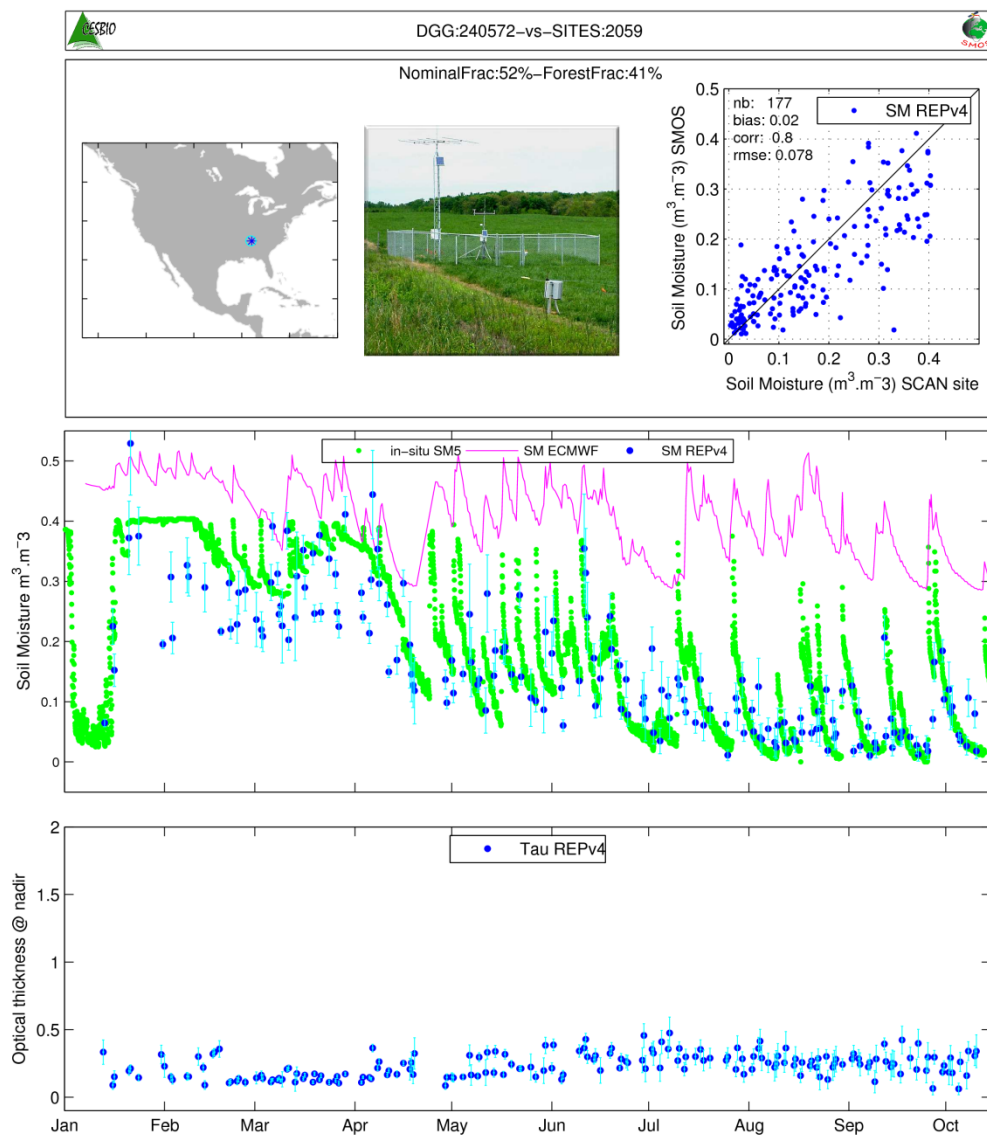 CESBIO
DGG:240572-vs-SITES:2059
SMOS
NominalFrac:52%-ForestFrac:41%
nb: 177
bias: 0.02
corr: 0.8
rmse: 0.078
SM REPv4
Soil Moisture (m³.m⁻3) SMOS
0.5
0.4
0.3
0.2
0.1
0
0 0.1 0.2 0.3 0.4
Soil Moisture (m³.m⁻3) SCAN site
in-situ SM5 SM ECMWF SM REPv4
Soil Moisture m³.m⁻3
0.5
0.4
0.3
0.2
0.1
0
Tau REPv4
Optical thickness @ nadir
2
1.5
1
0.5
0
Jan Feb Mar Apr May Jun Jul Aug Sep Oct